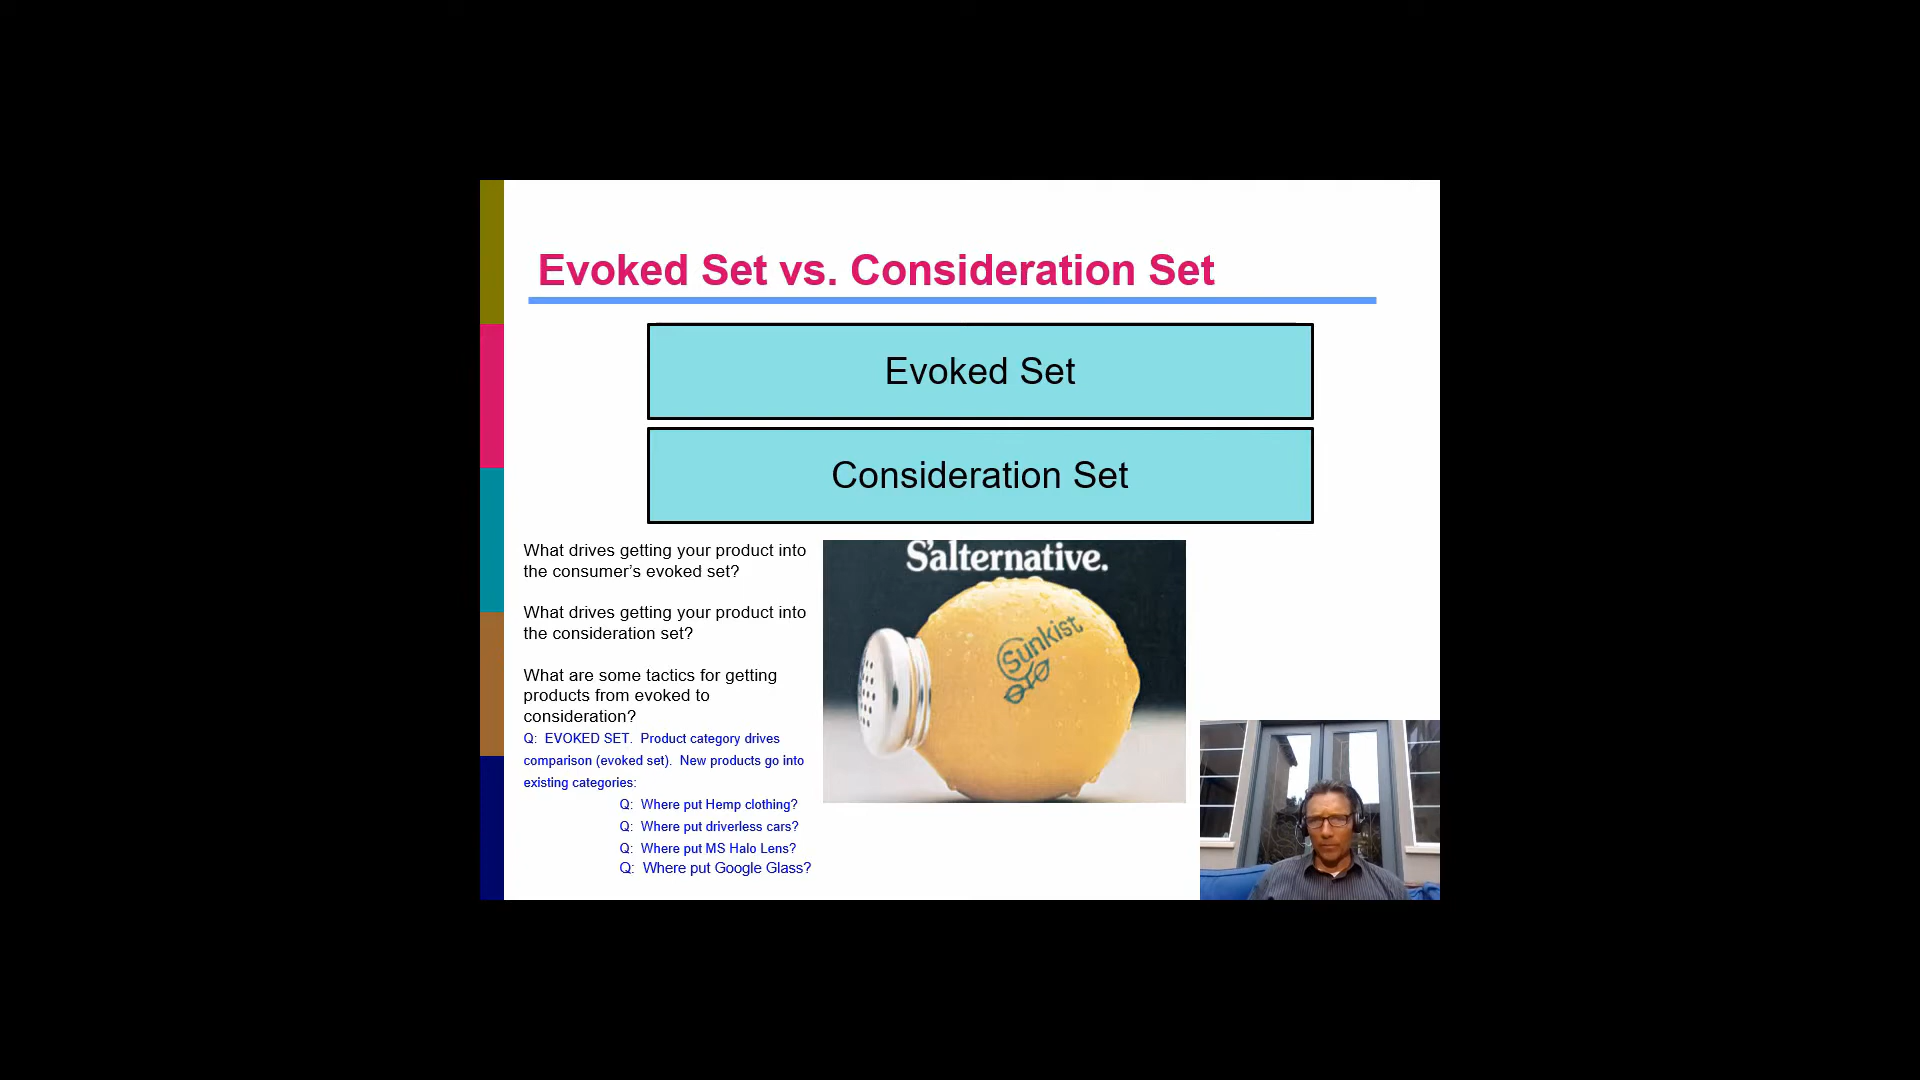 Evoked Set vs. Consideration Set
Evoked Set
Consideration Set
What drives getting your product into
the consumer’s evoked set?
What drives getting your product into
the consideration set?
What are some tactics for getting
products from evoked to
consideration?
Q:  EVOKED SET.  Product category drives
comparison (evoked set).  New products go into
existing categories:
Q:  Where put Hemp clothing?
Q:  Where put driverless cars?
Q:  Where put MS Halo Lens?
Q:  Where put Google Glass?
S'alternative.
Sunkist